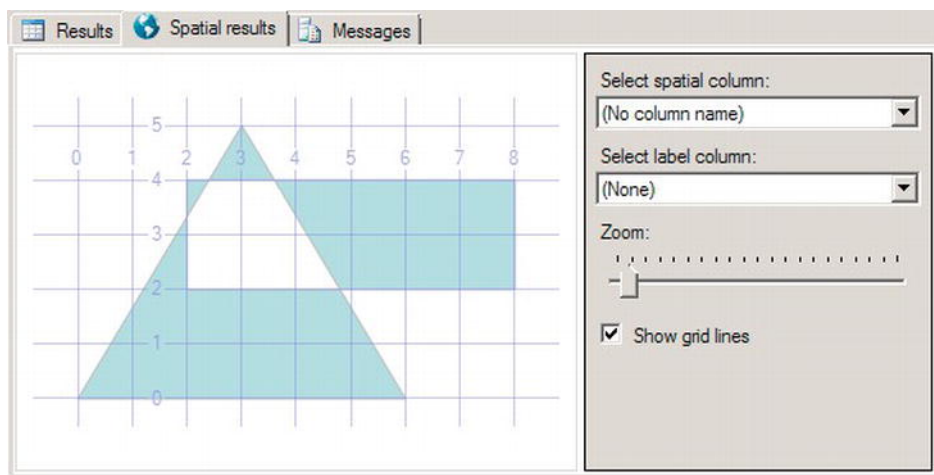 Results Spatial results Messages
Select spatial column:
(No column name)
Select label column:
(None)
Zoom:
Show grid lines
5
0 1 2 3 4 5 6 7 8
4
3
2
1
0